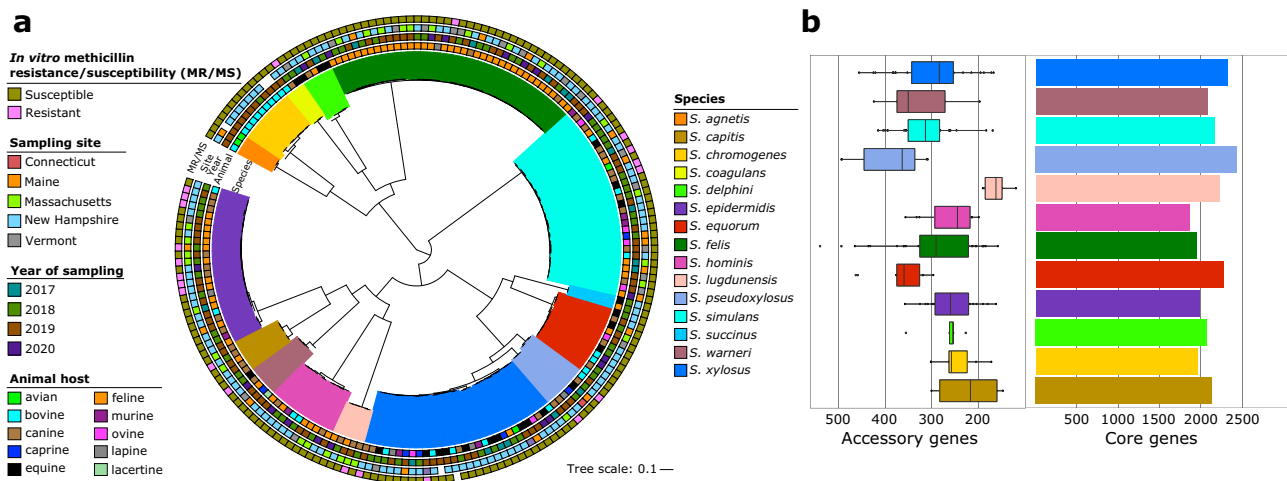 a
b
In vitro methicillin
resistance/susceptibility (MR/MS)
Susceptible
Resistant
Sampling site
Connecticut
Maine
Massachusetts
New Hampshire
Vermont
Year of sampling
2017
2018
2019
2020
Animal host
avian
feline
bovine
murine
canine
ovine
caprine
lapine
equine
lacertine
MR/MS
Site
Year
Animal
Species
Tree scale: 0.1
Species
S. agnetis
S. capitis
S. chromogenes
S. coagulans
S. delphini
S. epidermidis
S. equorum
S. felis
S. hominis
S. lugdunensis
S. pseudoxylosus
S. simulans
S. succinus
S. warneri
S. xylosus
500 400 300 200
Accessory genes
500 1000 1500 2000 2500
Core genes